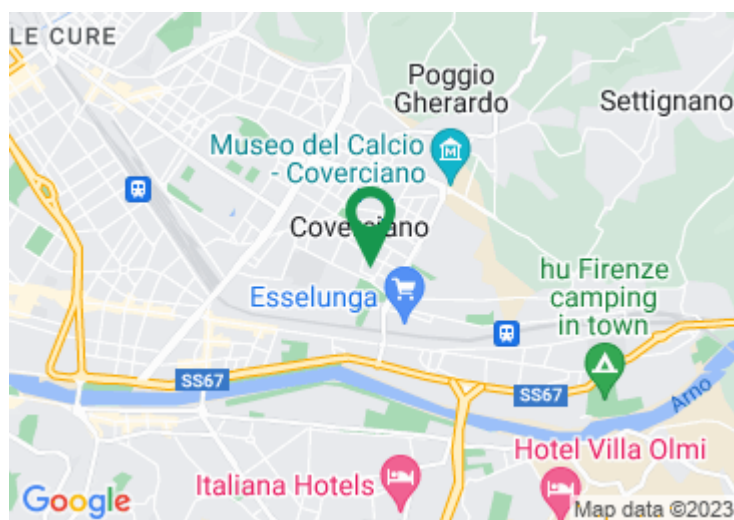 LE CURE
Poggio
Gherardo
Settignano
Museo del Calcio
- Coverciano
Coverciano
hu Firenze
camping
in town
Esselunga
SS67
SS67
Arno
Hotel Villa Olmi
Italiana Hotels
Google
Map data ©2023